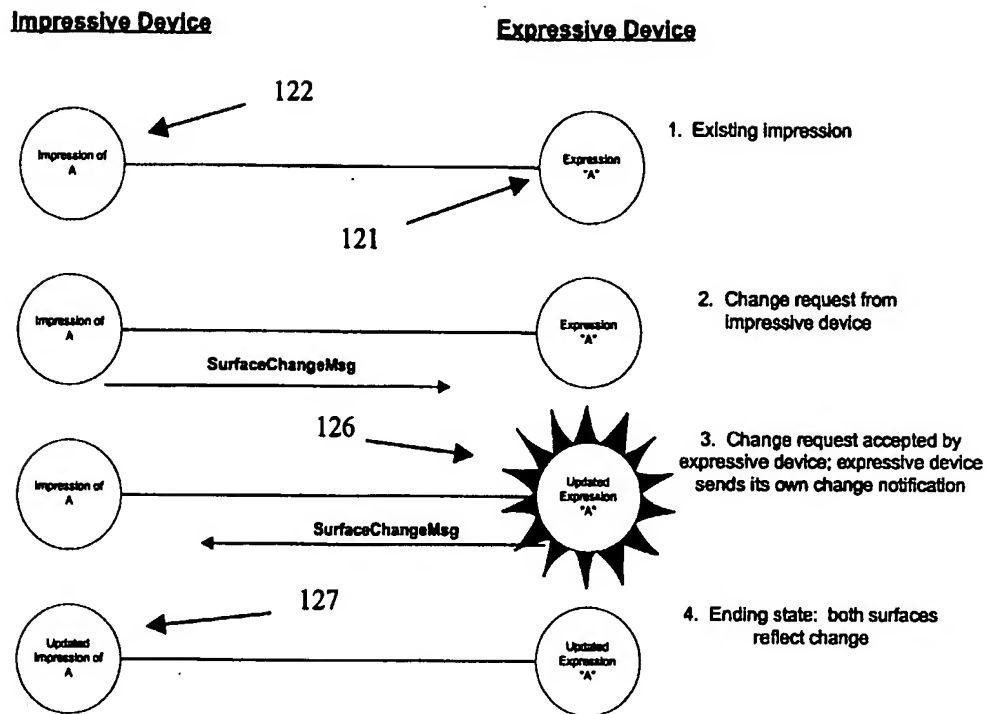 Impressive Device
Expressive Device
122
Impression of
A
Expression
"A"
1. Existing impression
121
Impression of
A
Expression
"A"
2. Change request from
impressive device
SurfaceChangeMsg
126
Impression of
A
Updated
Expression
"A"
3. Change request accepted by
expressive device; expressive device
sends its own change notification
SurfaceChangeMsg
127
Updated
Impression of
A
Updated
Expression
"A"
4. Ending state: both surfaces
reflect change